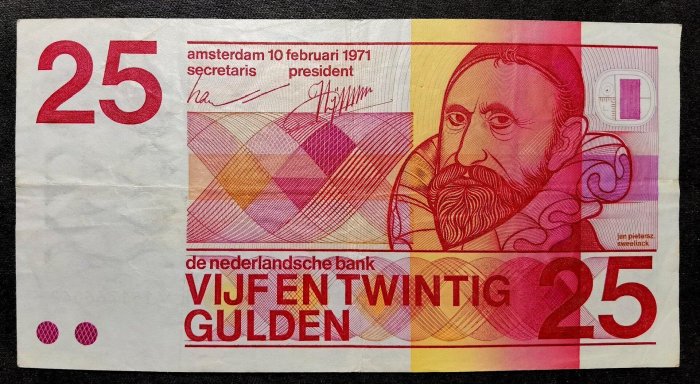 25
amsterdam 10 februari 1971
secretaris president
jan pietersz.
sweelinck
de nederlandsche bank
VIJF EN TWINTIG
GULDEN
25